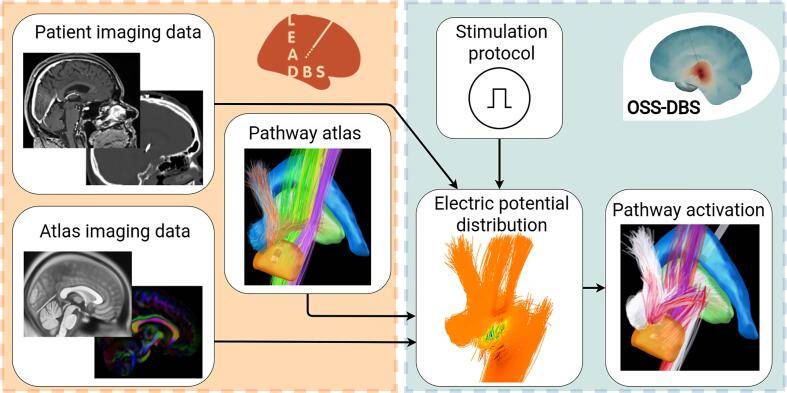 Patient imaging data
LEAD
DBS
Pathway atlas
Atlas imaging data
Stimulation
protocol
OSS-DBS
Electric potential
distribution
Pathway activation